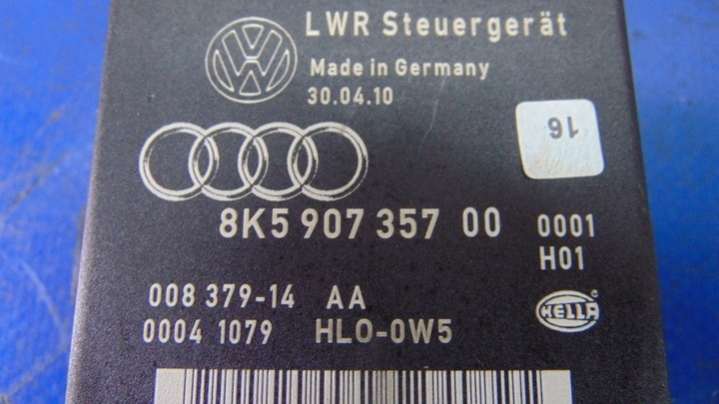 LWR Steuergerät
Made in Germany
30.04.10
16
8K5 907 357 00 0001
H01
008 379-14 AA
0004 1079 HLO-0W5
HELLA